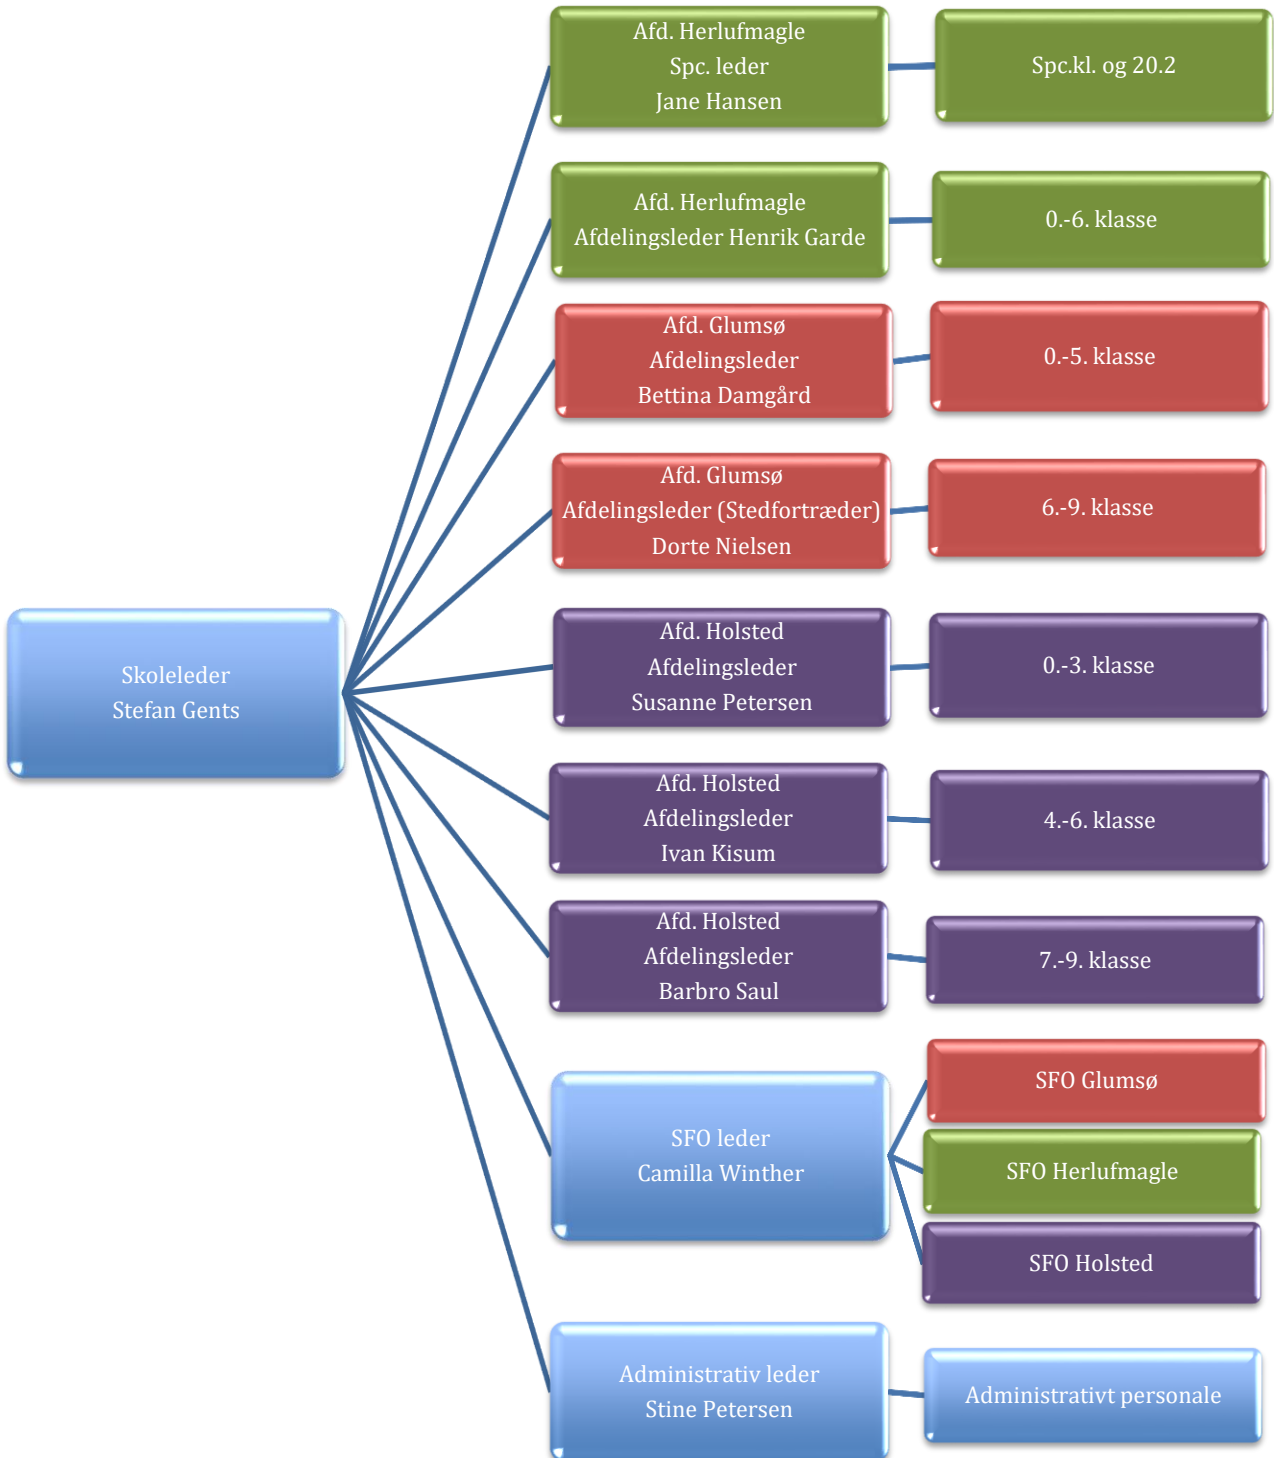 Afd. Herlufmagle
Spc. leder
Jane Hansen
Spc.kl. og 20.2
Afd. Herlufmagle
Afdelingsleder Henrik Garde
0.-6. klasse
Afd. Glumsø
Afdelingsleder
Bettina Damgård
0.-5. klasse
Afd. Glumsø
Afdelingsleder (Stedfortræder)
Dorte Nielsen
6.-9. klasse
Skoleleder
Stefan Gents
Afd. Holsted
Afdelingsleder
Susanne Petersen
0.-3. klasse
Afd. Holsted
Afdelingsleder
Ivan Kisum
4.-6. klasse
Afd. Holsted
Afdelingsleder
Barbro Saul
7.-9. klasse
SFO leder
Camilla Winther
SFO Glumsø
SFO Herlufmagle
SFO Holsted
Administrativ leder
Stine Petersen
Administrativt personale